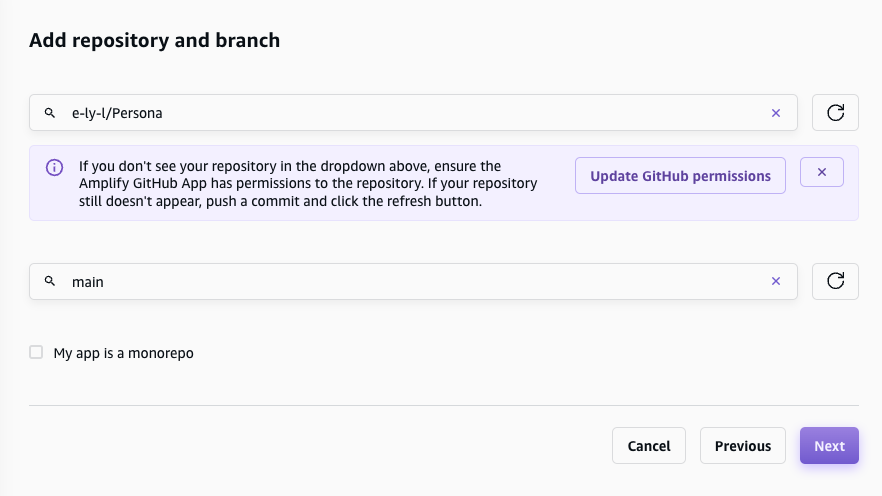 Add repository and branch
e-ly-l/Persona
If you don't see your repository in the dropdown above, ensure the
Amplify GitHub App has permissions to the repository. If your repository
still doesn't appear, push a commit and click the refresh button.
Update GitHub permissions
main
My app is a monorepo
Cancel
Previous
Next